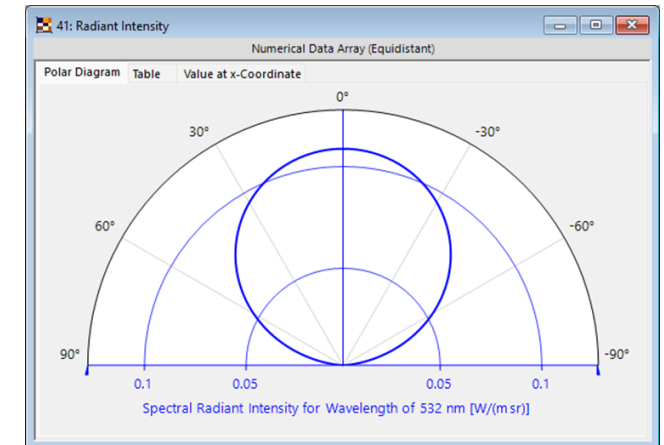 41: Radiant Intensity
Numerical Data Array (Equidistant)
Polar Diagram Table Value at x-Coordinate
0°
30° -30°
60° -60°
90° -90°
0.1 0.05 0.05 0.1
Spectral Radiant Intensity for Wavelength of 532 nm [W/(m sr)]